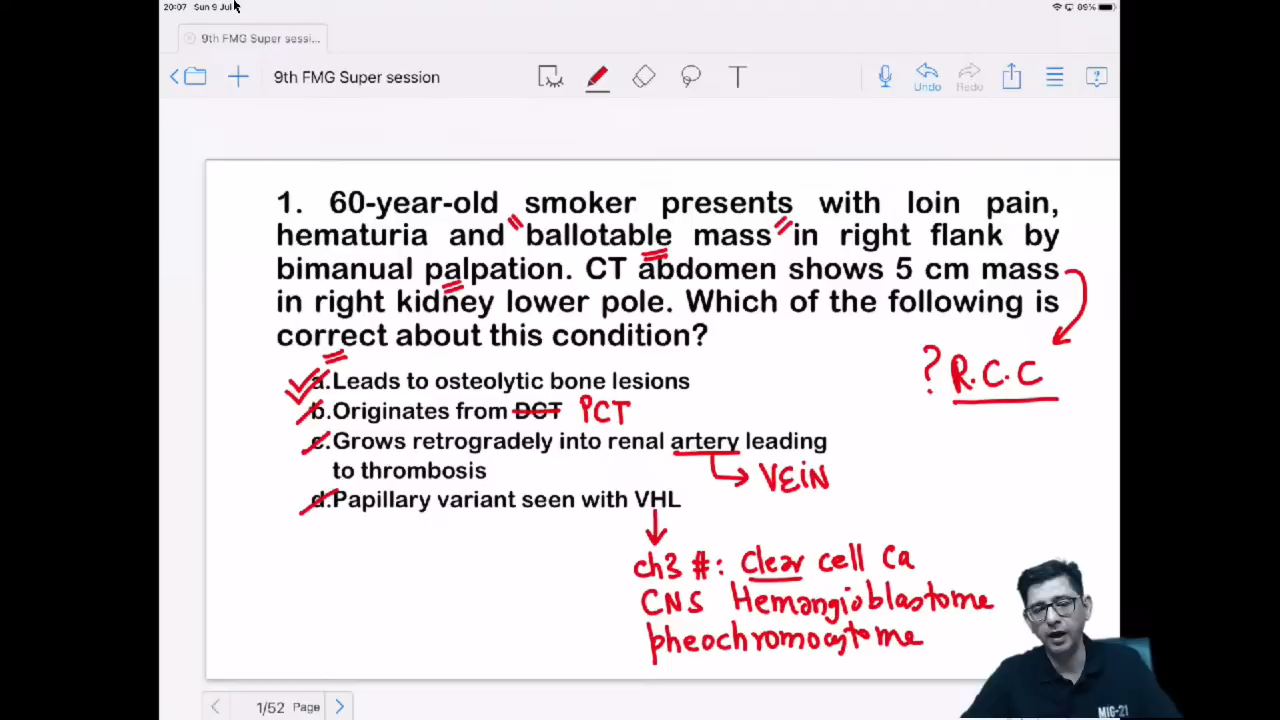 20:07 Sun 9 Jul
89%
9th FMG Super sessi...
9th FMG Super session
T
Undo
Redo
1. 60-year-old smoker presents with loin pain,
hematuria and "ballotable mass" in right flank by
bimanual palpation. CT abdomen shows 5 cm mass
in right kidney lower pole. Which of the following is
correct about this condition?
? R.C.C
a.Leads to osteolytic bone lesions
b.Originates from DCT PCT
c.Grows retrogradely into renal artery leading
to thrombosis
VEiN
d.Papillary variant seen with VHL
ch3 #: Clear cell Ca
CNS Hemangioblastome
pheochromocytome
1/52 Page
MIG-21